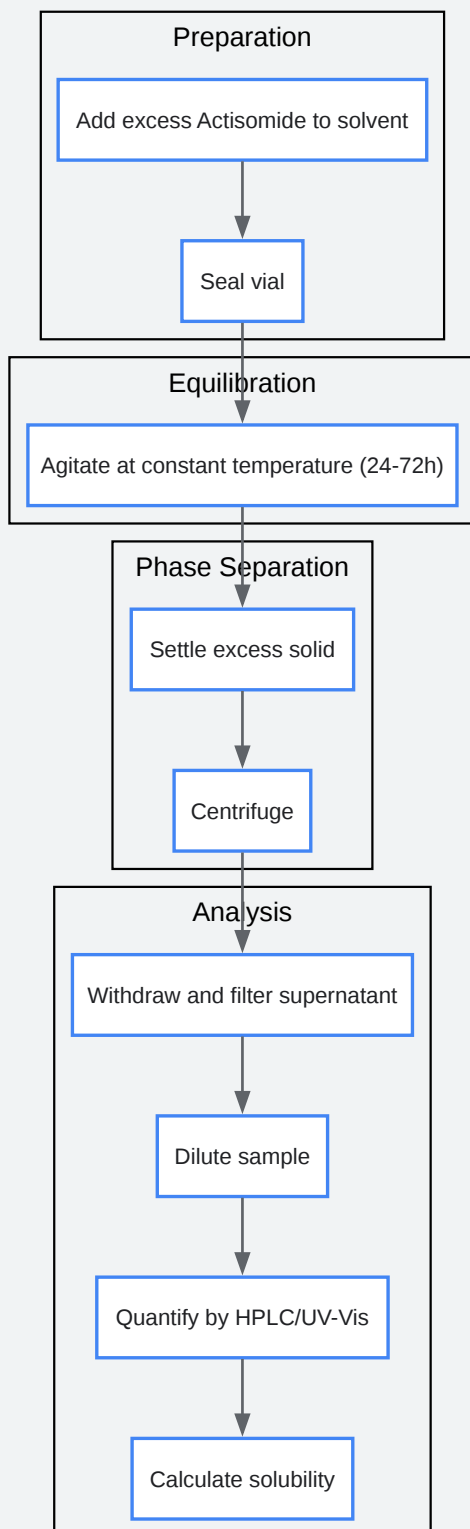 Preparation
Add excess Actisomide to solvent
Seal vial
Equilibration
Agitate at constant temperature (24-72h)
Phase Separation
Settle excess solid
Centrifuge
Analysis
Withdraw and filter supernatant
Dilute sample
Quantify by HPLC/UV-Vis
Calculate solubility